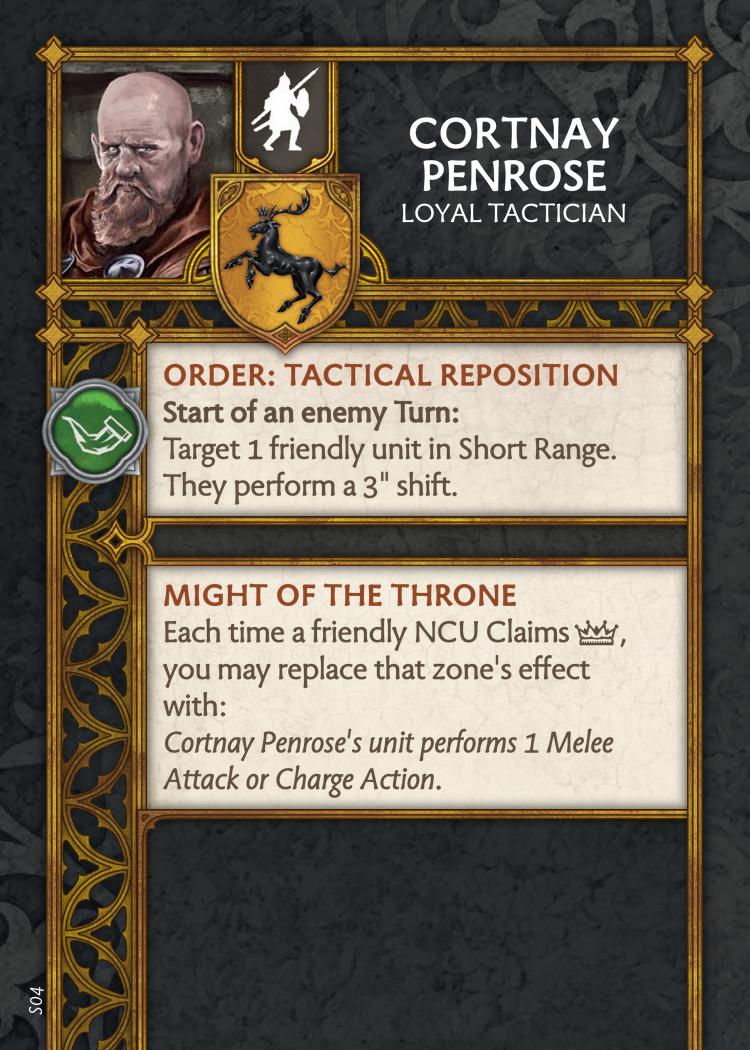 CORTNAY
PENROSE
LOYAL TACTICIAN
ORDER: TACTICAL REPOSITION
Start of an enemy Turn:
Target 1 friendly unit in Short Range.
They perform a 3" shift.
MIGHT OF THE THRONE
Each time a friendly NCU Claims ,
you may replace that zone's effect
with:
Cortnay Penrose's unit performs 1 Melee
Attack or Charge Action.
S04